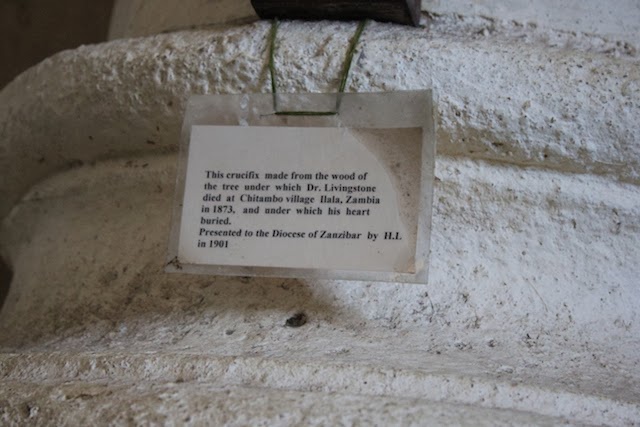 This crucifix made from the wood of
the tree under which Dr. Livingstone
died at Chitambo village Ilala, Zambia
in 1873, and under which his heart
buried.
Presented to the Diocese of Zanzibar by H.L
in 1901